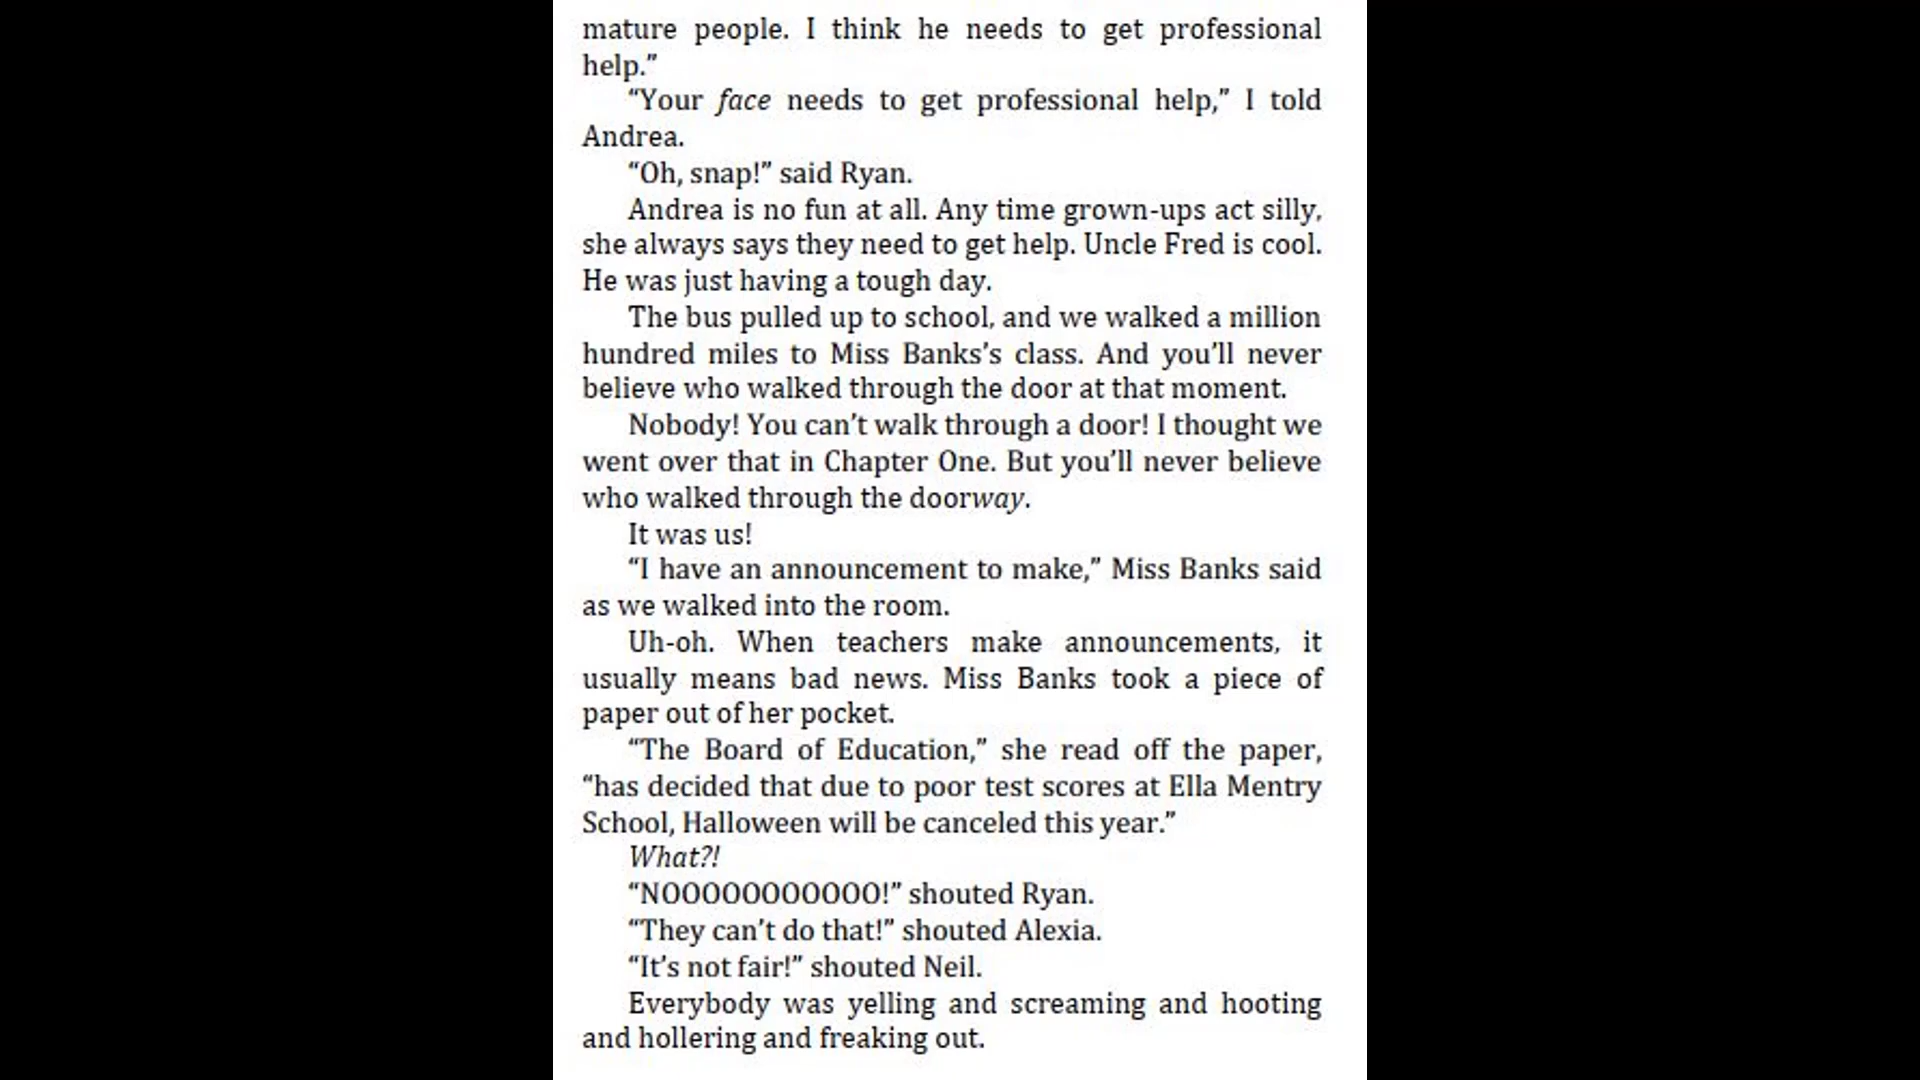 mature people. I think he needs to get professional
help.”
“Your face needs to get professional help,” I told
Andrea.
“Oh, snap!” said Ryan.
Andrea is no fun at all. Any time grown-ups act silly,
she always says they need to get help. Uncle Fred is cool.
He was just having a tough day.
The bus pulled up to school, and we walked a million
hundred miles to Miss Banks’s class. And you’ll never
believe who walked through the door at that moment.
Nobody! You can’t walk through a door! I thought we
went over that in Chapter One. But you’ll never believe
who walked through the doorway.
It was us!
“I have an announcement to make,” Miss Banks said
as we walked into the room.
Uh-oh. When teachers make announcements, it
usually means bad news. Miss Banks took a piece of
paper out of her pocket.
“The Board of Education,” she read off the paper,
“has decided that due to poor test scores at Ella Mentry
School, Halloween will be canceled this year.”
What?!
“NOOOOOOOOOOO!” shouted Ryan.
“They can’t do that!” shouted Alexia.
“It’s not fair!” shouted Neil.
Everybody was yelling and screaming and hooting
and hollering and freaking out.